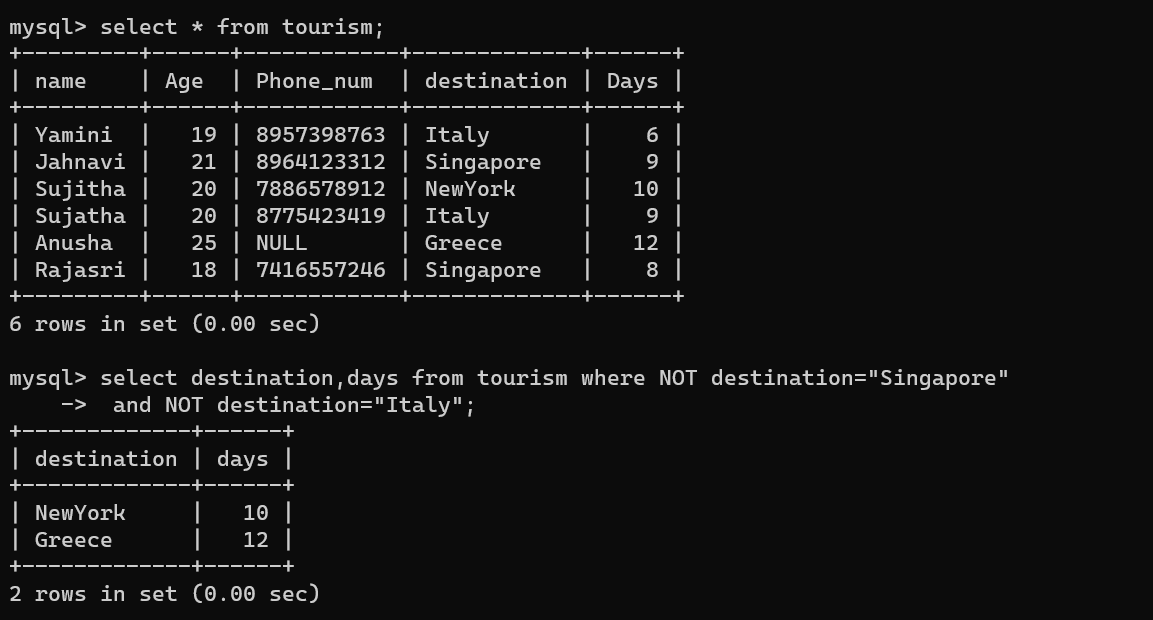 mysql> select * from tourism;
+---------+------+------------+-------------+------+
| name    | Age  | Phone_num  | destination | Days |
+---------+------+------------+-------------+------+
| Yamini  |   19 | 8957398763 | Italy       |    6 |
| Jahnavi |   21 | 8964123312 | Singapore   |    9 |
| Sujitha |   20 | 7886578912 | NewYork     |   10 |
| Sujatha |   20 | 8775423419 | Italy       |    9 |
| Anusha  |   25 | NULL       | Greece      |   12 |
| Rajasri |   18 | 7416557246 | Singapore   |    8 |
+---------+------+------------+-------------+------+
6 rows in set (0.00 sec)

mysql> select destination,days from tourism where NOT destination="Singapore"
    ->  and NOT destination="Italy";
+-------------+------+
| destination | days |
+-------------+------+
| NewYork     |   10 |
| Greece      |   12 |
+-------------+------+
2 rows in set (0.00 sec)